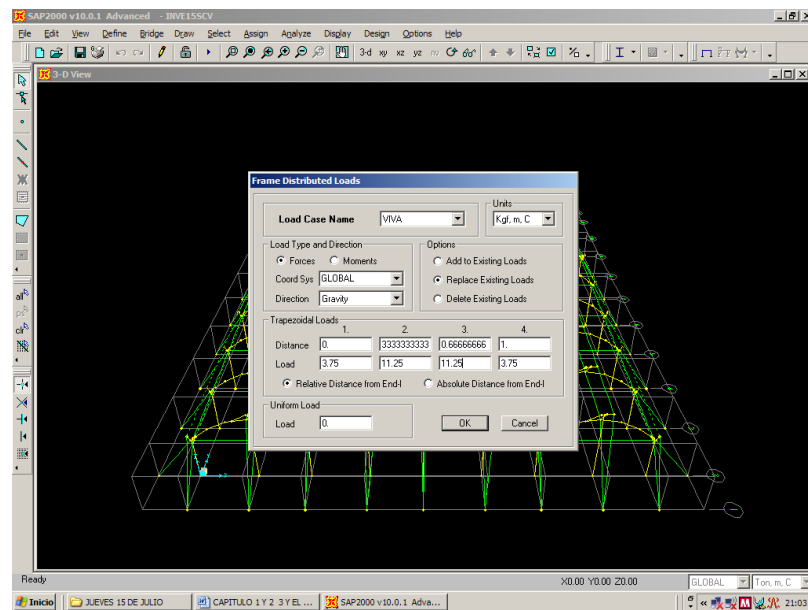 SAP2000 v10.0.1 Advanced - INVE15SCV
File Edit View Define Bridge Draw Select Assign Analyze Display Design Options Help
3-d xy xz yz nv 60°
3-D View
all
ps
clr
Frame Distributed Loads
Load Case Name VIVA
Units
Kgf, m, C
Load Type and Direction
Forces Moments
Coord Sys GLOBAL
Direction Gravity
Options
Add to Existing Loads
Replace Existing Loads
Delete Existing Loads
Trapezoidal Loads
1. 2. 3. 4.
Distance 0. 3333333333 0.66666666 1.
Load 3.75 11.25 11.25 3.75
Relative Distance from End-I Absolute Distance from End-I
Uniform Load
Load 0.
OK Cancel
Ready X0.00 Y0.00 Z0.00 GLOBAL Ton, m, C
Inicio JUEVES 15 DE JULIO CAPITULO 1 Y 2 3 Y EL ... SAP2000 v10.0.1 Adva... 21:03